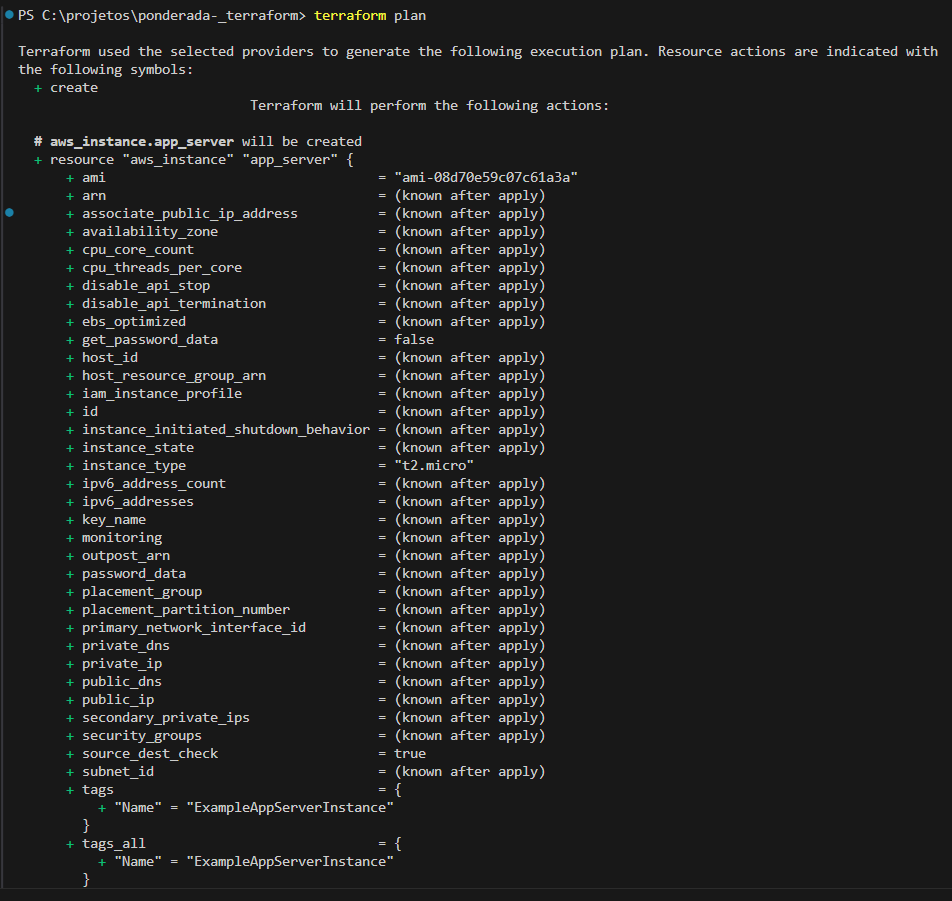 PS C:\projetos\ponderada-_terraform> terraform plan
Terraform used the selected providers to generate the following execution plan. Resource actions are indicated with
the following symbols:
+ create
Terraform will perform the following actions:
# aws_instance.app_server will be created
+ resource "aws_instance" "app_server" {
+ ami = "ami-08d70e59c07c61a3a"
+ arn = (known after apply)
+ associate_public_ip_address = (known after apply)
+ availability_zone = (known after apply)
+ cpu_core_count = (known after apply)
+ cpu_threads_per_core = (known after apply)
+ disable_api_stop = (known after apply)
+ disable_api_termination = (known after apply)
+ ebs_optimized = (known after apply)
+ get_password_data = false
+ host_id = (known after apply)
+ host_resource_group_arn = (known after apply)
+ iam_instance_profile = (known after apply)
+ id = (known after apply)
+ instance_initiated_shutdown_behavior = (known after apply)
+ instance_state = (known after apply)
+ instance_type = "t2.micro"
+ ipv6_address_count = (known after apply)
+ ipv6_addresses = (known after apply)
+ key_name = (known after apply)
+ monitoring = (known after apply)
+ outpost_arn = (known after apply)
+ password_data = (known after apply)
+ placement_group = (known after apply)
+ placement_partition_number = (known after apply)
+ primary_network_interface_id = (known after apply)
+ private_dns = (known after apply)
+ private_ip = (known after apply)
+ public_dns = (known after apply)
+ public_ip = (known after apply)
+ secondary_private_ips = (known after apply)
+ security_groups = (known after apply)
+ source_dest_check = true
+ subnet_id = (known after apply)
+ tags = {
+ "Name" = "ExampleAppServerInstance"
}
+ tags_all = {
+ "Name" = "ExampleAppServerInstance"
}